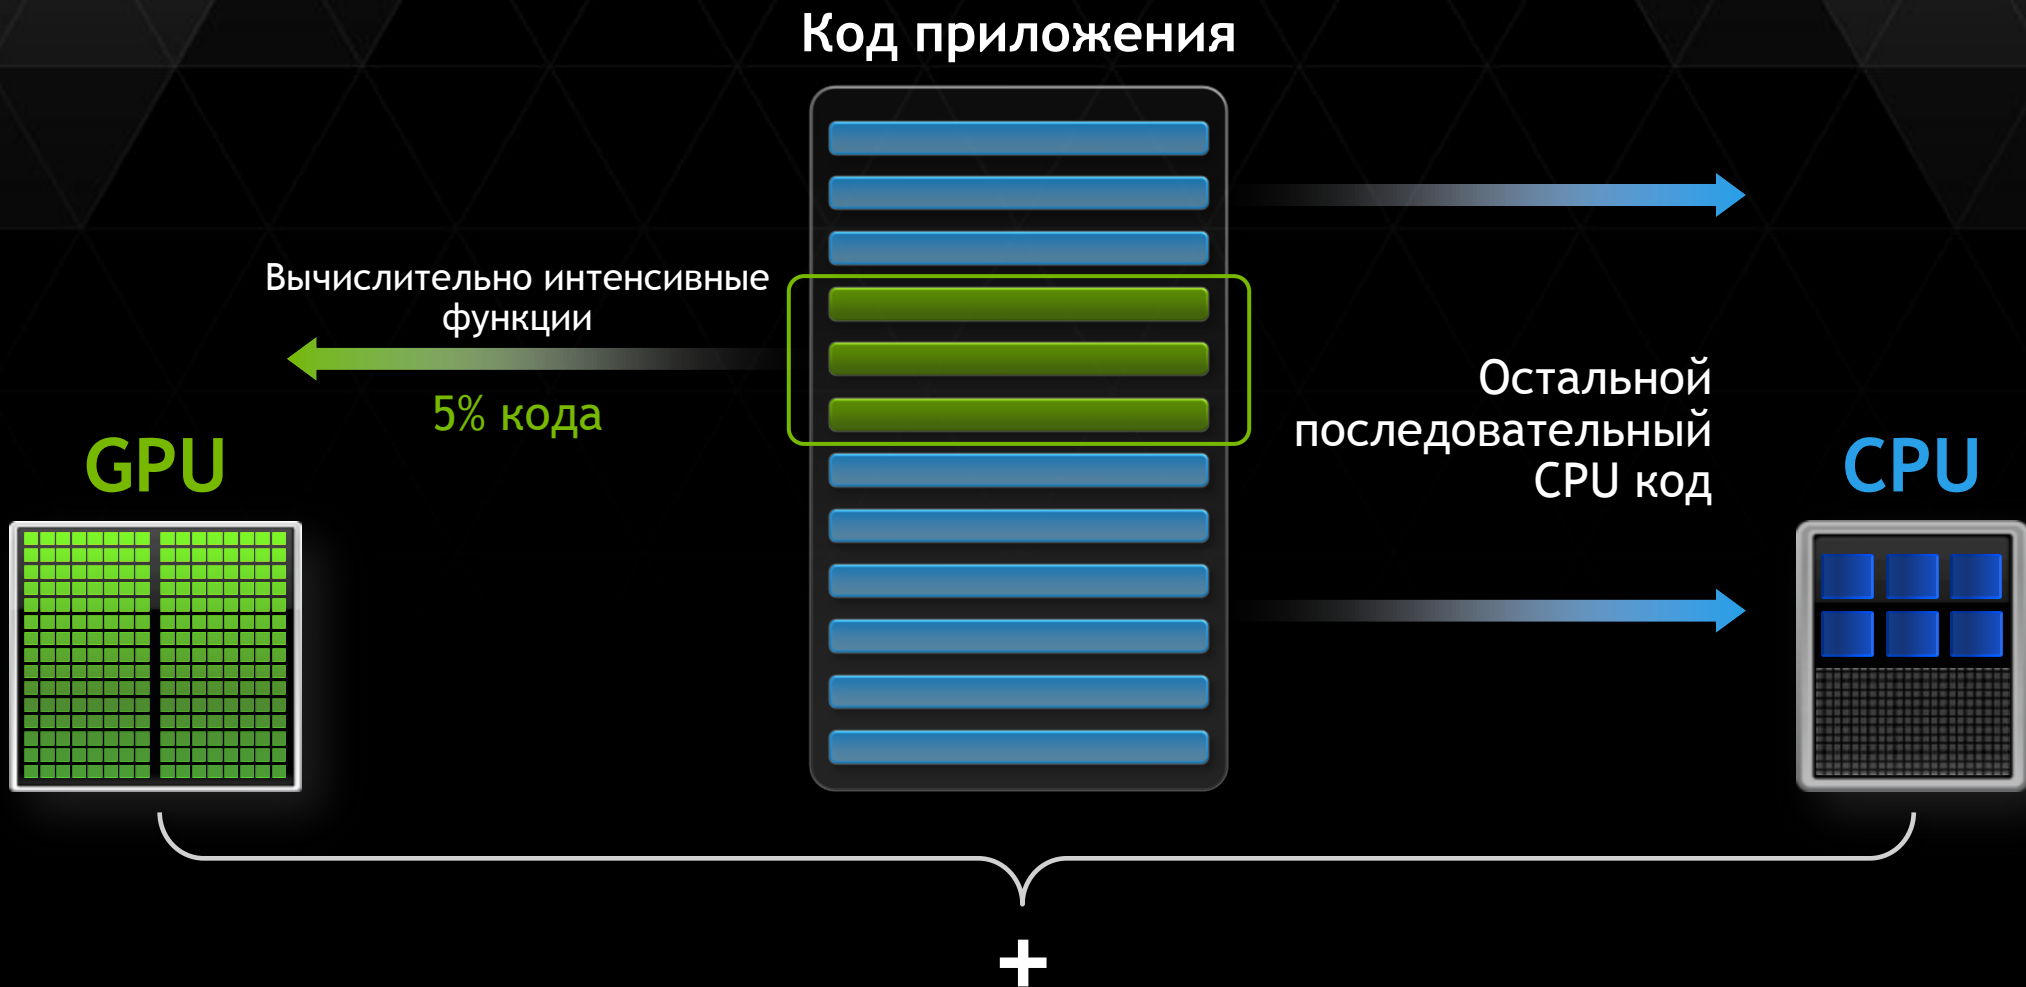 Код приложения
Вычислительно интенсивные
функции
5% кода
GPU
Остальной
последовательный
CPU код
CPU
+